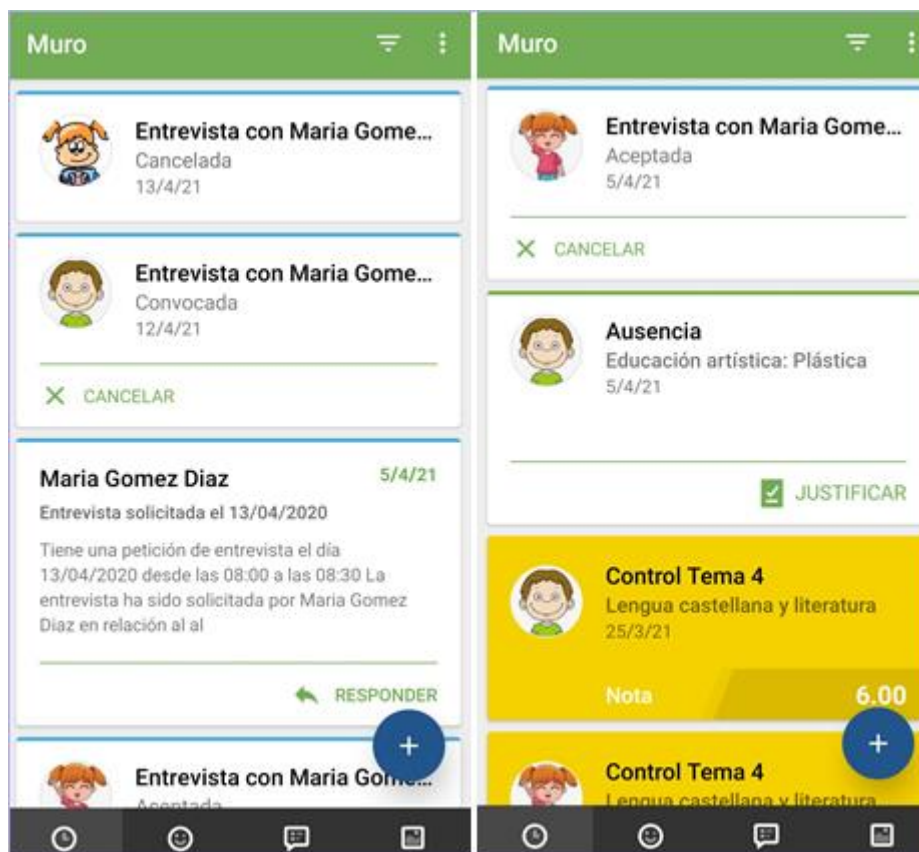 Muro
Entrevista con Maria Gome...
Cancelada
13/4/21
Entrevista con Maria Gome...
Convocada
12/4/21
CANCELAR
Maria Gomez Diaz
5/4/21
Entrevista solicitada el 13/04/2020
Tiene una petición de entrevista el día
13/04/2020 desde las 08:00 a las 08:30 La
entrevista ha sido solicitada por Maria Gomez
Diaz en relación al al
RESPONDER
+
Entrevista con Maria Gome...
Aceptada
Muro
Entrevista con Maria Gome...
Aceptada
5/4/21
CANCELAR
Ausencia
Educación artística: Plástica
5/4/21
JUSTIFICAR
Control Tema 4
Lengua castellana y literatura
25/3/21
Nota 6.00
+
Control Tema 4
Lengua castellana y literatura